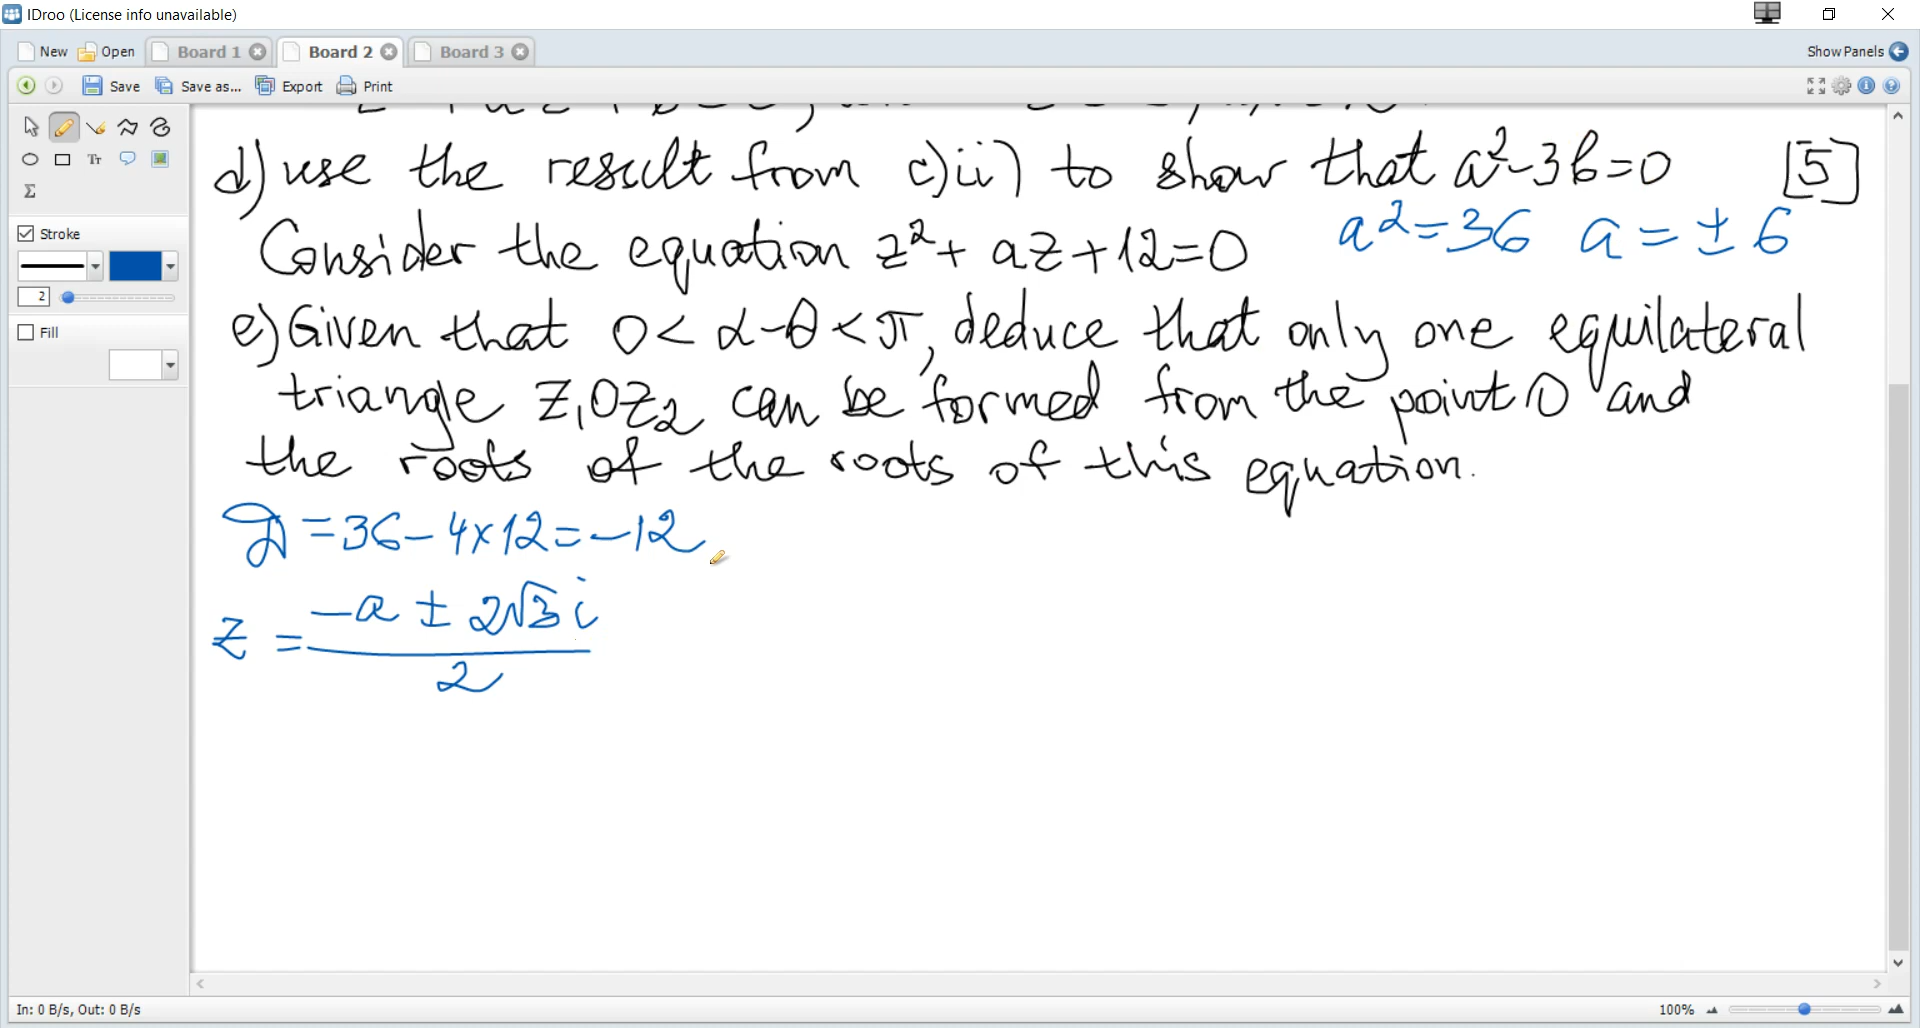 IDroo (License info unavailable)
New Open Board 1 Board 2 Board 3 Show Panels
Save Save as... Export Print
d) use the result from c)ii) to show that a²-3b=0 [5]
Consider the equation z²+az+12=0 a²=36 a=±6
e) Given that 0<α-θ<π, deduce that only one equilateral
triangle Z₁OZ₂ can be formed from the point O and
the roots of the roots of this equation.
D=36-4×12=-12
z = (-a ± 2√3 i)/2
Tr
Σ
Stroke
2
Fill
In: 0 B/s, Out: 0 B/s 100%